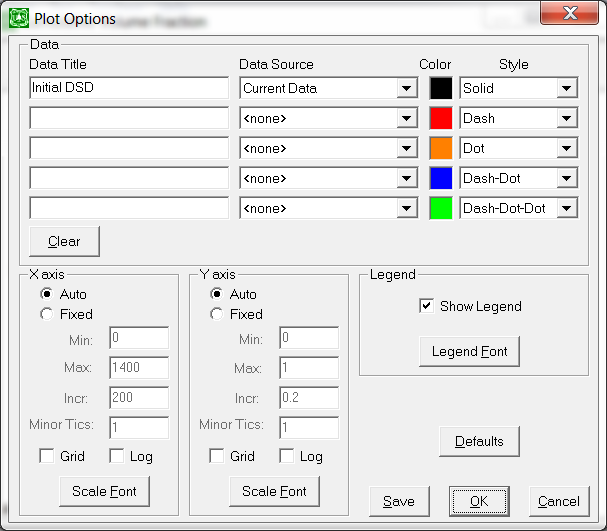 Plot Options
ume Fraction
Data
Data Title Data Source Color Style
Initial DSD Current Data Solid
<none> Dash
<none> Dot
<none> Dash-Dot
<none> Dash-Dot-Dot
Clear
X axis
Auto
Fixed
Min: 0
Max: 1400
Incr: 200
Minor Tics: 1
Grid Log
Scale Font
Y axis
Auto
Fixed
Min: 0
Max: 1
Incr: 0.2
Minor Tics: 1
Grid Log
Scale Font
Legend
Show Legend
Legend Font
Defaults
Save OK Cancel